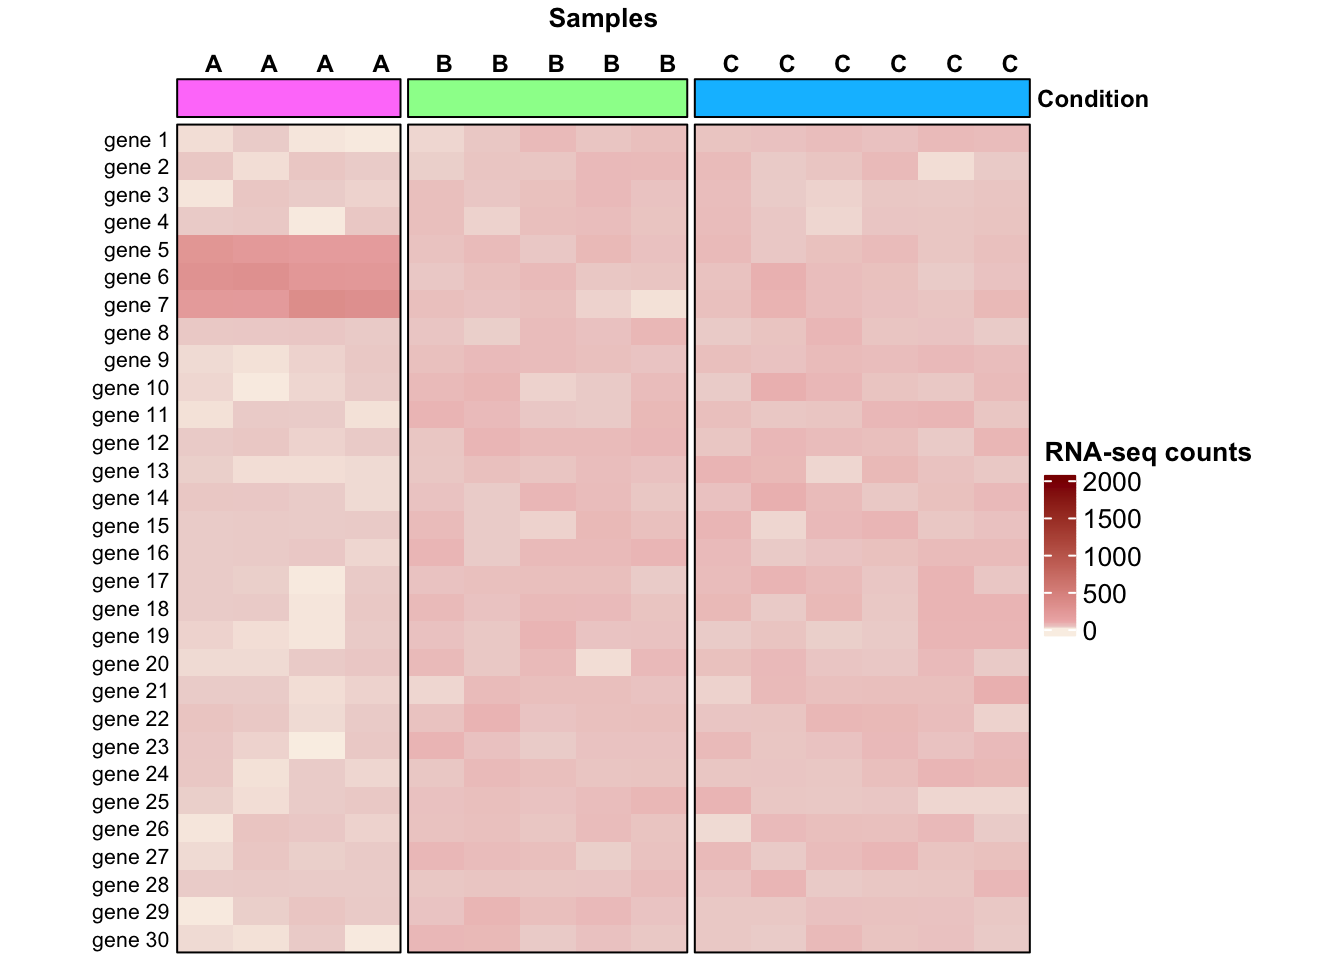 Samples
A A A A B B B B B C C C C C C
Condition
gene 1
gene 2
gene 3
gene 4
gene 5
gene 6
gene 7
gene 8
gene 9
gene 10
gene 11
gene 12
gene 13
gene 14
gene 15
gene 16
gene 17
gene 18
gene 19
gene 20
gene 21
gene 22
gene 23
gene 24
gene 25
gene 26
gene 27
gene 28
gene 29
gene 30
RNA-seq counts
2000
1500
1000
500
0